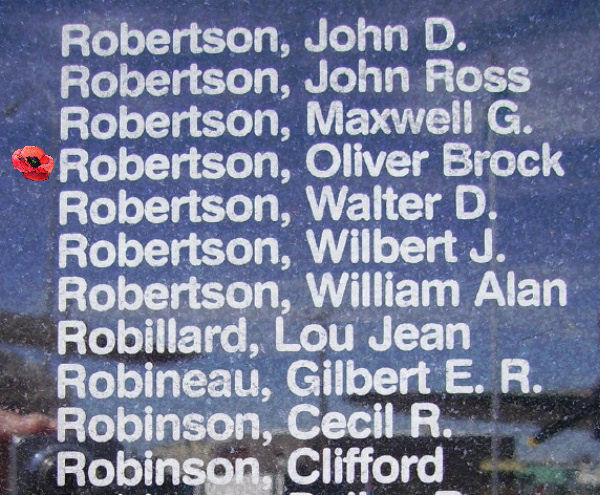 Robertson, John D.
Robertson, John Ross
Robertson, Maxwell G.
Robertson, Oliver Brock
Robertson, Walter D.
Robertson, Wilbert J.
Robertson, William Alan
Robillard, Lou Jean
Robineau, Gilbert E. R.
Robinson, Cecil R.
Robinson, Clifford